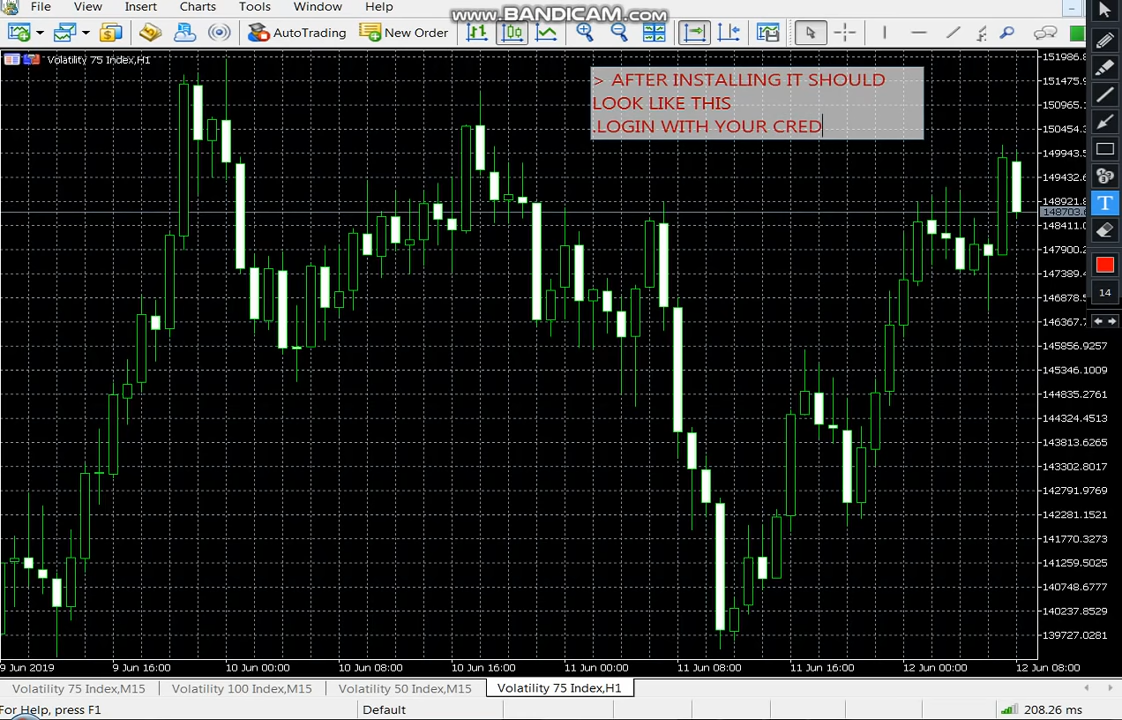 File View Insert Charts Tools Window Help
www.BANDICAM.com
AutoTrading New Order
Volatility 75 Index,H1
> AFTER INSTALLING IT SHOULD
LOOK LIKE THIS
.LOGIN WITH YOUR CRED
T
14
151986.8
151475.9
150965.
150454.3
149943.5
149432.6
148921.8
148703.
148411.0
147900.2
147389.4
146878.5
146367.7
145856.9257
145346.1009
144835.2761
144324.4513
143813.6265
143302.8017
142791.9769
142281.1521
141770.3273
141259.5025
140748.6777
140237.8529
139727.0281
9 Jun 2019 9 Jun 16:00 10 Jun 00:00 10 Jun 08:00 10 Jun 16:00 11 Jun 00:00 11 Jun 08:00 11 Jun 16:00 12 Jun 00:00 12 Jun 08:00
Volatility 75 Index,M15 Volatility 100 Index,M15 Volatility 50 Index,M15 Volatility 75 Index,H1
For Help, press F1 Default 208.26 ms